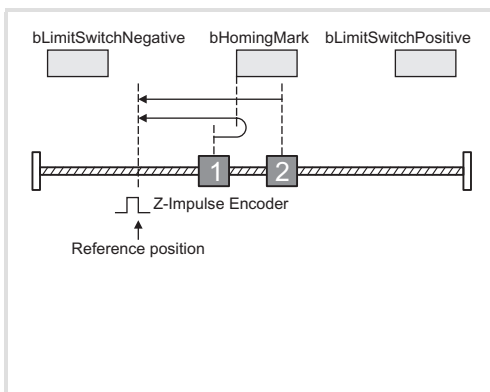 bLimitSwitchNegative bHomingMark bLimitSwitchPositive
1 2
Z-Impulse Encoder
Reference position